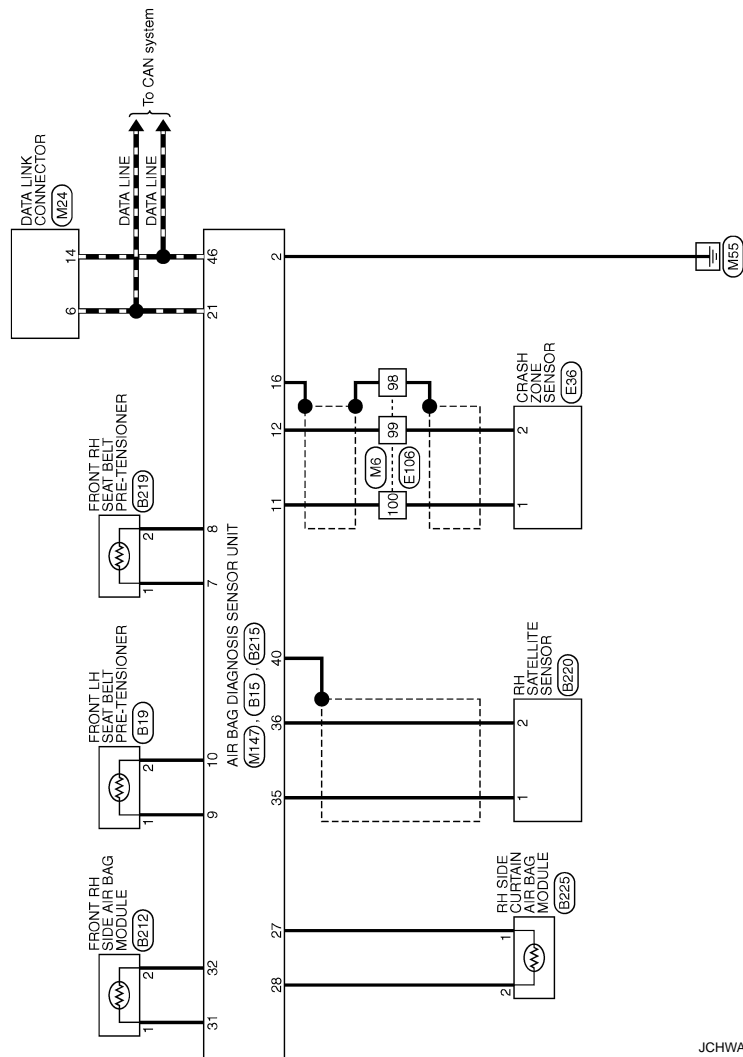 DATA LINK
CONNECTOR
M24
14
6
DATA LINE
DATA LINE
To CAN system
46
21
2
M55
FRONT RH
SEAT BELT
PRE-TENSIONER
B219
2
1
8
7
FRONT LH
SEAT BELT
PRE-TENSIONER
B19
2
1
10
9
FRONT RH
SIDE AIR BAG
MODULE
B212
2
1
32
31
AIR BAG DIAGNOSIS SENSOR UNIT
M147 , B15 , B215
16
12
11
98
99
100
M6
E106
CRASH
ZONE
SENSOR
E36
2
1
40
36
35
RH
SATELLITE
SENSOR
B220
2
1
27
28
RH SIDE
CURTAIN
AIR BAG
MODULE
B225
1
2
JCHWA